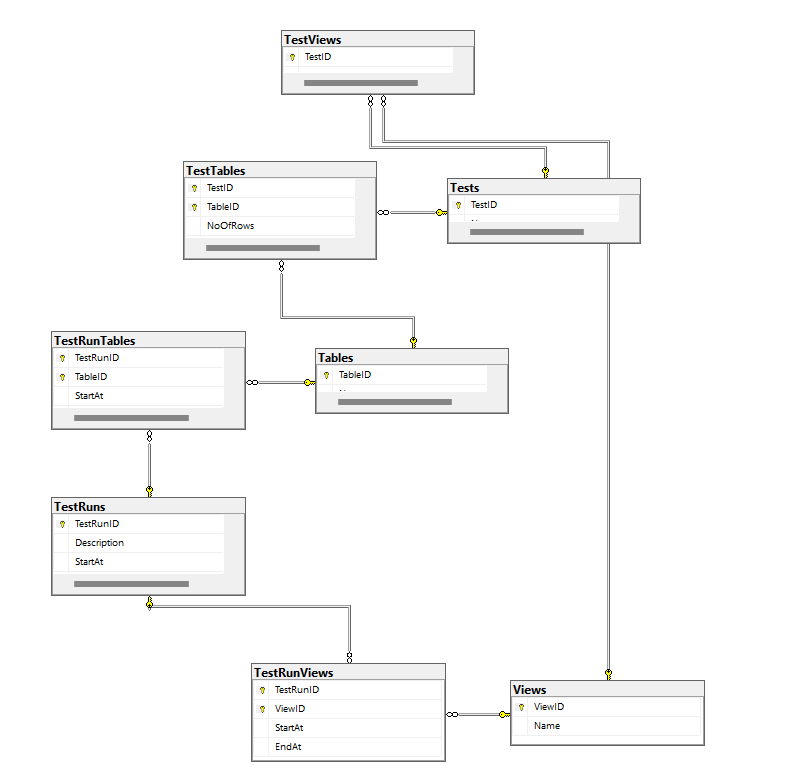 TestViews
TestID
TestTables
TestID
TableID
NoOfRows
Tests
TestID
TestRunTables
TestRunID
TableID
StartAt
Tables
TableID
TestRuns
TestRunID
Description
StartAt
TestRunViews
TestRunID
ViewID
StartAt
EndAt
Views
ViewID
Name